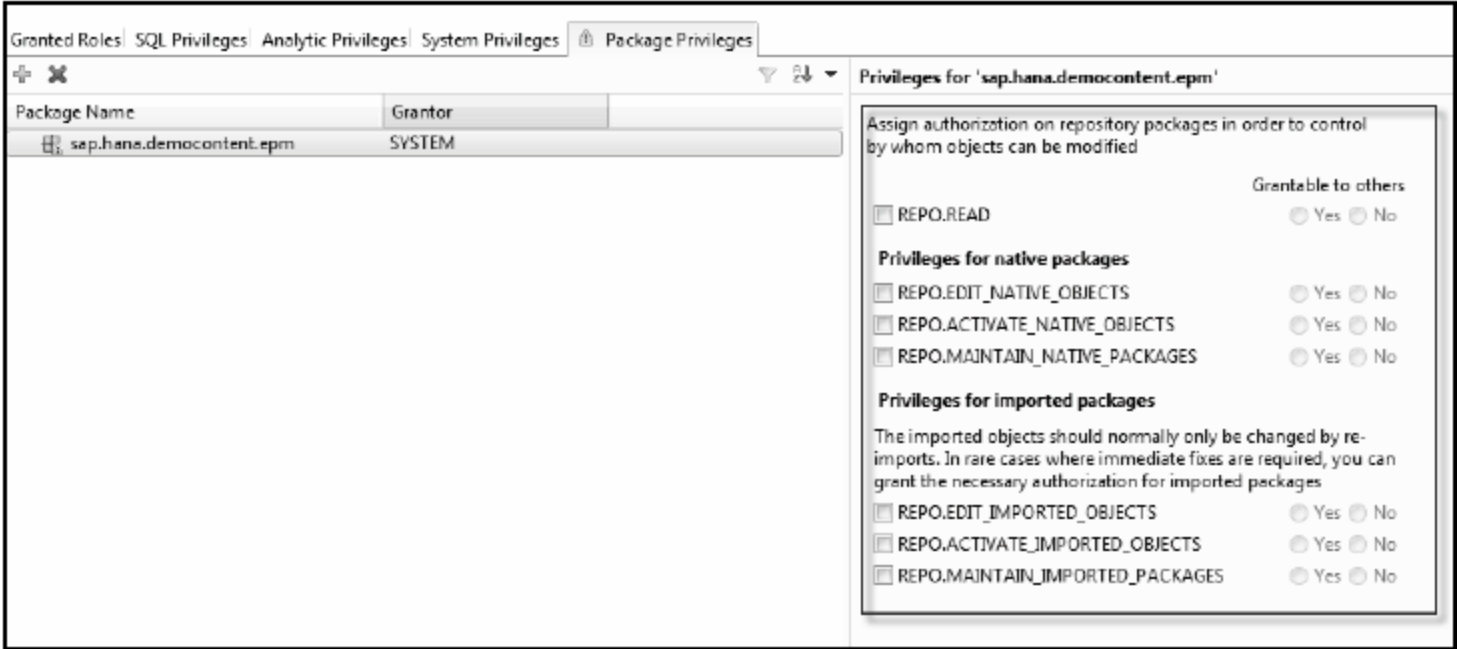 Granted Roles SQL Privileges Analytic Privileges System Privileges Package Privileges
Package Name Grantor
sap.hana.democontent.epm SYSTEM
Privileges for 'sap.hana.democontent.epm'
Assign authorization on repository packages in order to control
by whom objects can be modified
Grantable to others
REPO.READ Yes No
Privileges for native packages
REPO.EDIT_NATIVE_OBJECTS Yes No
REPO.ACTIVATE_NATIVE_OBJECTS Yes No
REPO.MAINTAIN_NATIVE_PACKAGES Yes No
Privileges for imported packages
The imported objects should normally only be changed by re-
imports. In rare cases where immediate fixes are required, you can
grant the necessary authorization for imported packages
REPO.EDIT_IMPORTED_OBJECTS Yes No
REPO.ACTIVATE_IMPORTED_OBJECTS Yes No
REPO.MAINTAIN_IMPORTED_PACKAGES Yes No